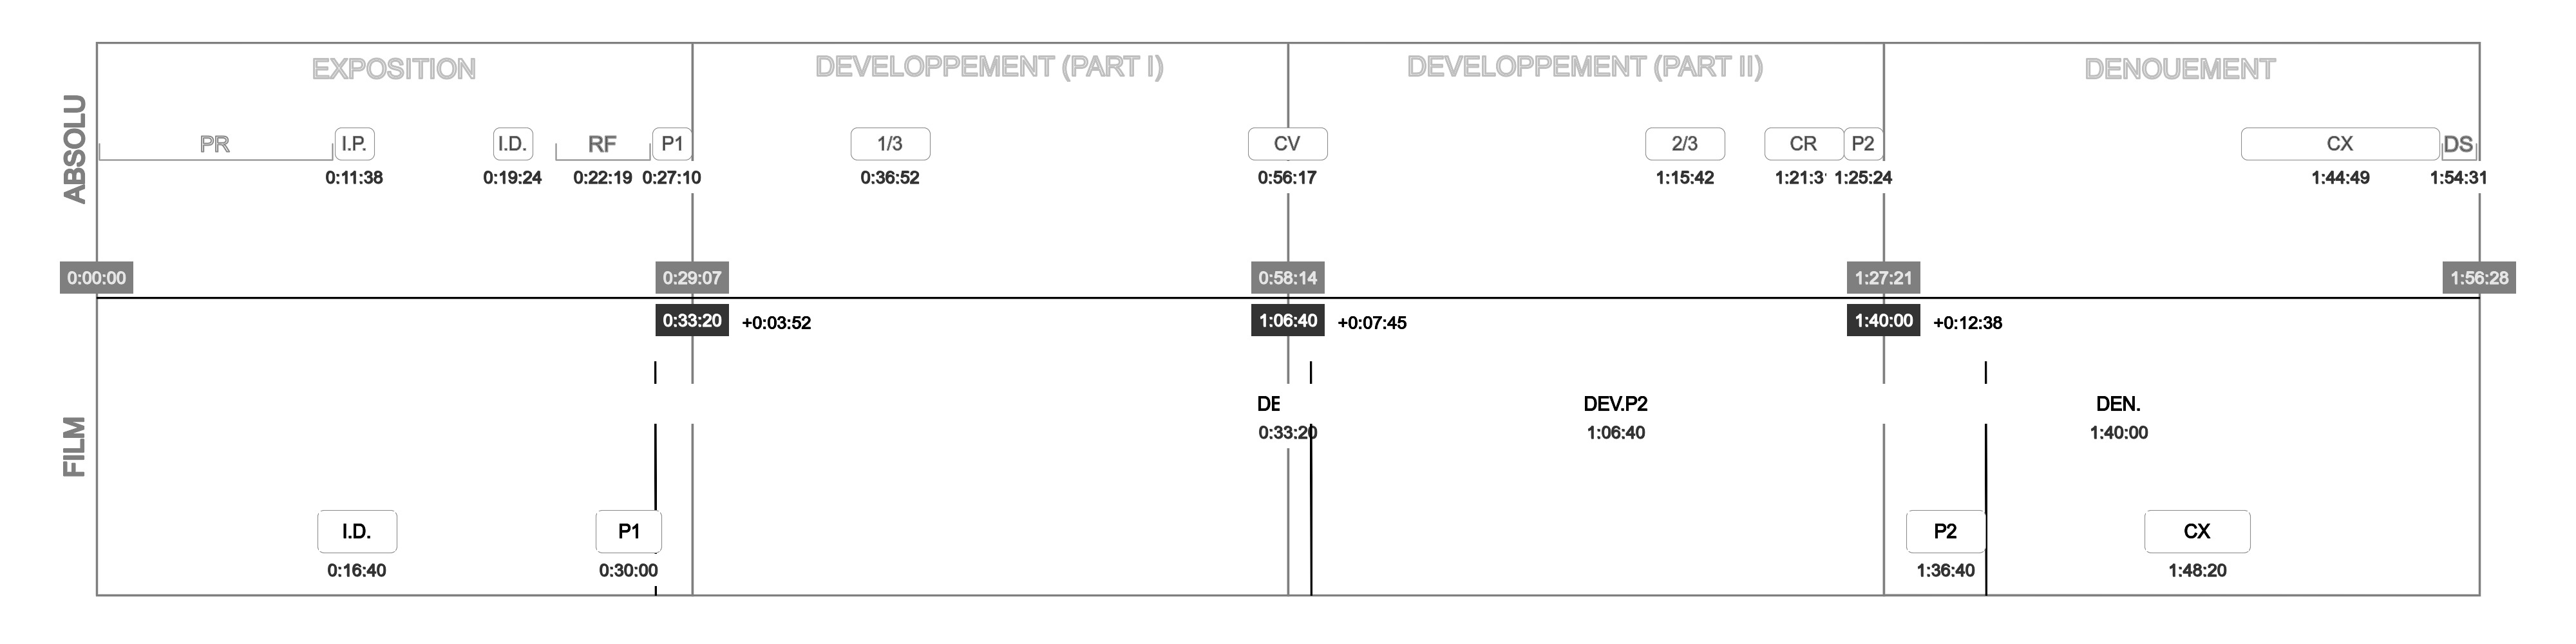 EXPOSITION
DEVELOPPEMENT (PART I)
DEVELOPPEMENT (PART II)
DENOUEMENT
ABSOLU
PR
I.P.
I.D.
RF
P1
1/3
CV
2/3
CR
P2
CX
DS
0:11:38
0:19:24
0:22:19
0:27:10
0:36:52
0:56:17
1:15:42
1:21:3
1:25:24
1:44:49
1:54:31
0:00:00
0:29:07
0:58:14
1:27:21
1:56:28
0:33:20
+0:03:52
1:06:40
+0:07:45
1:40:00
+0:12:38
FILM
DE
DEV.P2
DEN.
0:33:20
1:06:40
1:40:00
I.D.
P1
P2
CX
0:16:40
0:30:00
1:36:40
1:48:20